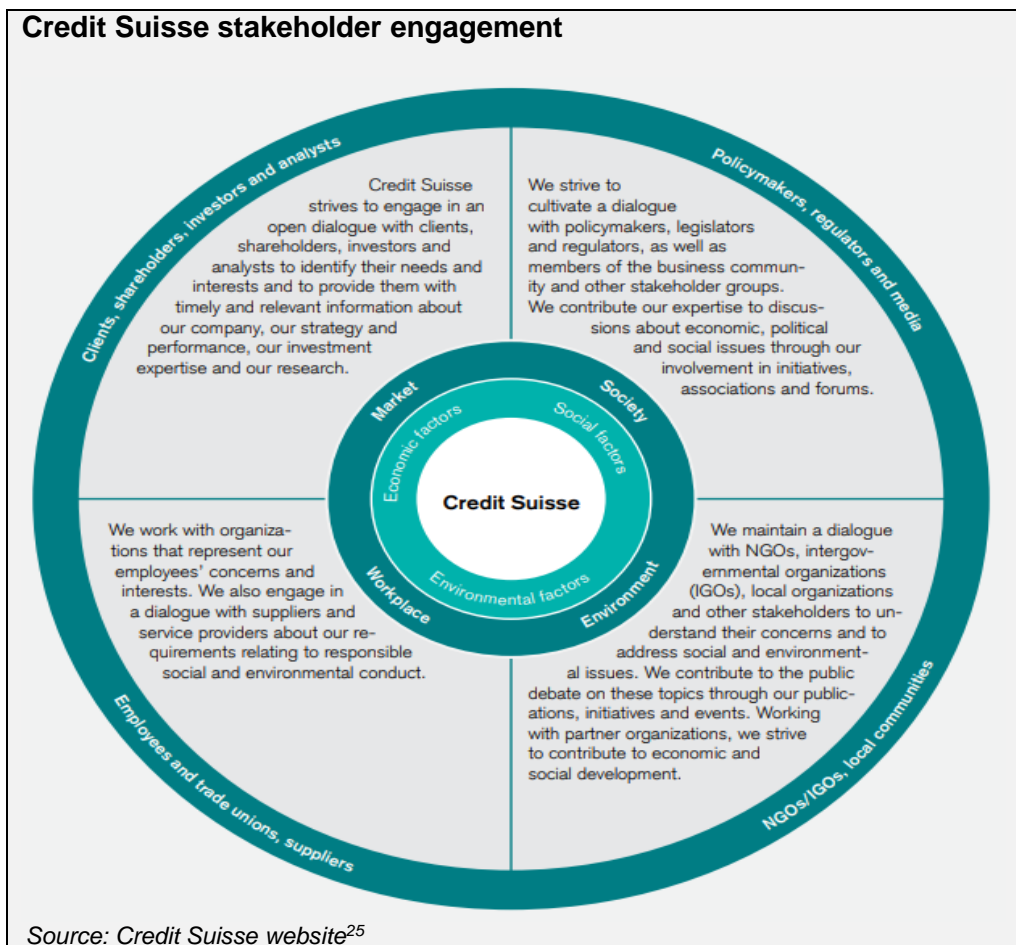 Credit Suisse stakeholder engagement
Clients, shareholders, investors and analysts
Credit Suisse
strives to engage in an
open dialogue with clients,
shareholders, investors and
analysts to identify their needs and
interests and to provide them with
timely and relevant information about
our company, our strategy and
performance, our investment
expertise and our research.
Policymakers, regulators and media
We strive to
cultivate a dialogue
with policymakers, legislators
and regulators, as well as
members of the business commun-
ity and other stakeholder groups.
We contribute our expertise to discus-
sions about economic, political
and social issues through our
involvement in initiatives,
associations and forums.
Market
Society
Economic factors
Social factors
Credit Suisse
Environmental factors
Workplace
Environment
We work with organiza-
tions that represent our
employees' concerns and
interests. We also engage in
a dialogue with suppliers and
service providers about our re-
quirements relating to responsible
social and environmental conduct.
Employees and trade unions, suppliers
We maintain a dialogue
with NGOs, intergov-
ernmental organizations
(IGOs), local organizations
and other stakeholders to un-
derstand their concerns and to
address social and environment-
al issues. We contribute to the public
debate on these topics through our public-
ations, initiatives and events. Working
with partner organizations, we strive
to contribute to economic and
social development.
NGOs/IGOs, local communities
Source: Credit Suisse website25